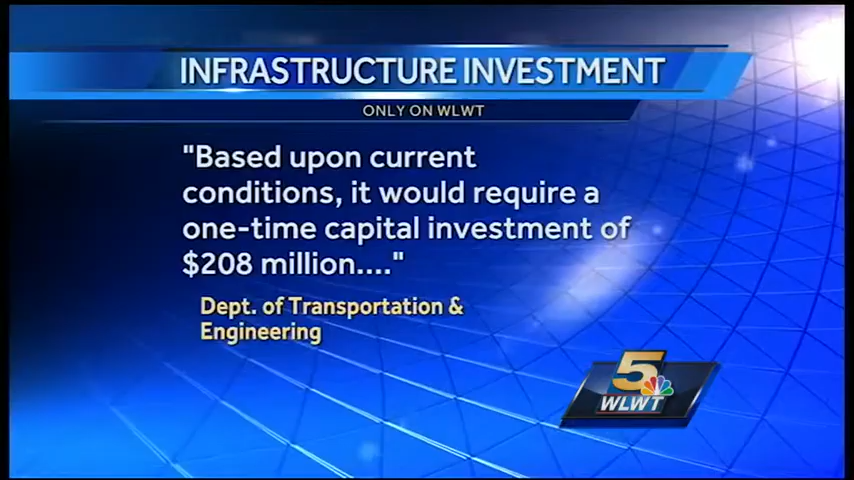 INFRASTRUCTURE INVESTMENT
ONLY ON WLWT
"Based upon current
conditions, it would require a
one-time capital investment of
$208 million...."
Dept. of Transportation &
Engineering
5
WLWT